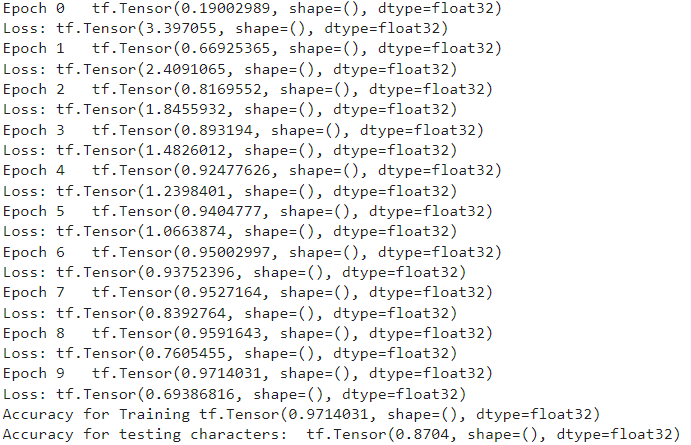 Epoch 0   tf.Tensor(0.19002989, shape=(), dtype=float32)
Loss: tf.Tensor(3.397055, shape=(), dtype=float32)
Epoch 1   tf.Tensor(0.66925365, shape=(), dtype=float32)
Loss: tf.Tensor(2.4091065, shape=(), dtype=float32)
Epoch 2   tf.Tensor(0.8169552, shape=(), dtype=float32)
Loss: tf.Tensor(1.8455932, shape=(), dtype=float32)
Epoch 3   tf.Tensor(0.893194, shape=(), dtype=float32)
Loss: tf.Tensor(1.4826012, shape=(), dtype=float32)
Epoch 4   tf.Tensor(0.92477626, shape=(), dtype=float32)
Loss: tf.Tensor(1.2398401, shape=(), dtype=float32)
Epoch 5   tf.Tensor(0.9404777, shape=(), dtype=float32)
Loss: tf.Tensor(1.0663874, shape=(), dtype=float32)
Epoch 6   tf.Tensor(0.95002997, shape=(), dtype=float32)
Loss: tf.Tensor(0.93752396, shape=(), dtype=float32)
Epoch 7   tf.Tensor(0.9527164, shape=(), dtype=float32)
Loss: tf.Tensor(0.8392764, shape=(), dtype=float32)
Epoch 8   tf.Tensor(0.9591643, shape=(), dtype=float32)
Loss: tf.Tensor(0.7605455, shape=(), dtype=float32)
Epoch 9   tf.Tensor(0.9714031, shape=(), dtype=float32)
Loss: tf.Tensor(0.69386816, shape=(), dtype=float32)
Accuracy for Training tf.Tensor(0.9714031, shape=(), dtype=float32)
Accuracy for testing characters:  tf.Tensor(0.8704, shape=(), dtype=float32)